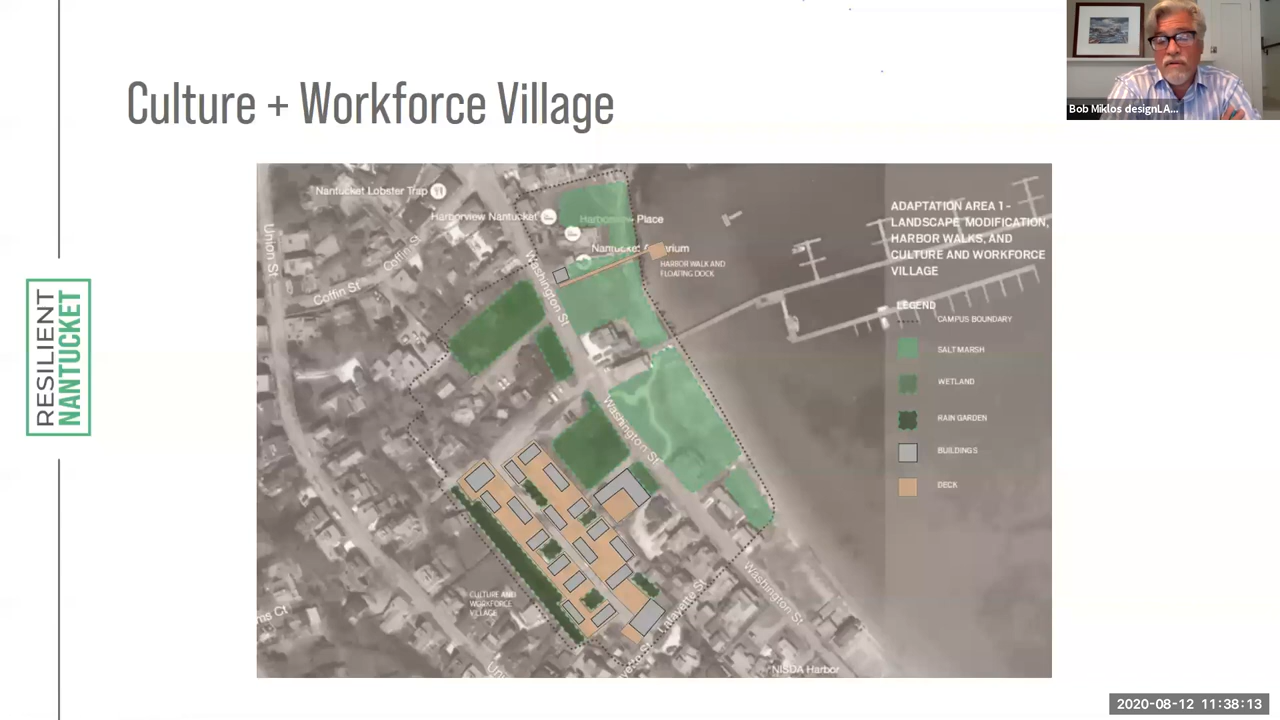 Culture + Workforce Village
Bob Miklos designLA...
RESILIENT
NANTUCKET
Nantucket Lobster Trap
Harborview Nantucket
Harborview Place
Nantucket
HARBOR WALK AND
FLOATING DOCK
Union St
Coffin St
Coffin St
Washington St
Washington St
Washington St
Lafayette St
CULTURE AND
WORKFORCE
VILLAGE
NISDA Harbor
ADAPTATION AREA 1 -
LANDSCAPE MODIFICATION,
HARBOR WALKS, AND
CULTURE AND WORKFORCE
VILLAGE
LEGEND
CAMPUS BOUNDARY
SALT MARSH
WETLAND
RAIN GARDEN
BUILDINGS
DECK
2020-08-12 11:38:13